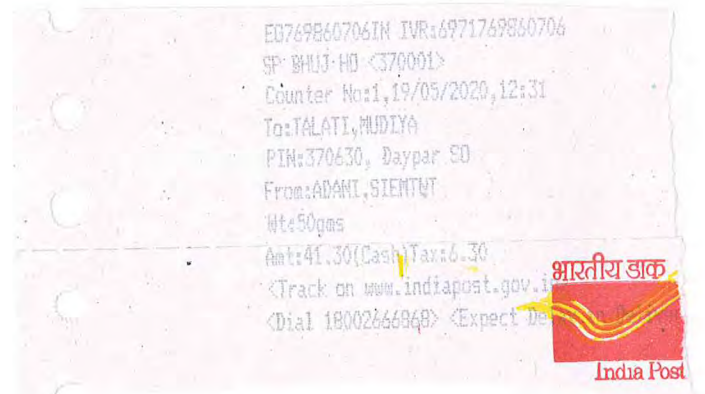 EG769860706IN IVR:6971769860706
SP BHUJ HO <370001>
Counter No:1,19/05/2020,12:31
To:TALATI,MUDIYA
PIN:370630, Daypar SO
From:ADANI,SIEMTWT
Wt:50gms
Amt:41.30(Cash)Tax:6.30
<Track on www.indiapost.gov.i
<Dial 18002666868> <Expect
भारतीय डाक
India Post